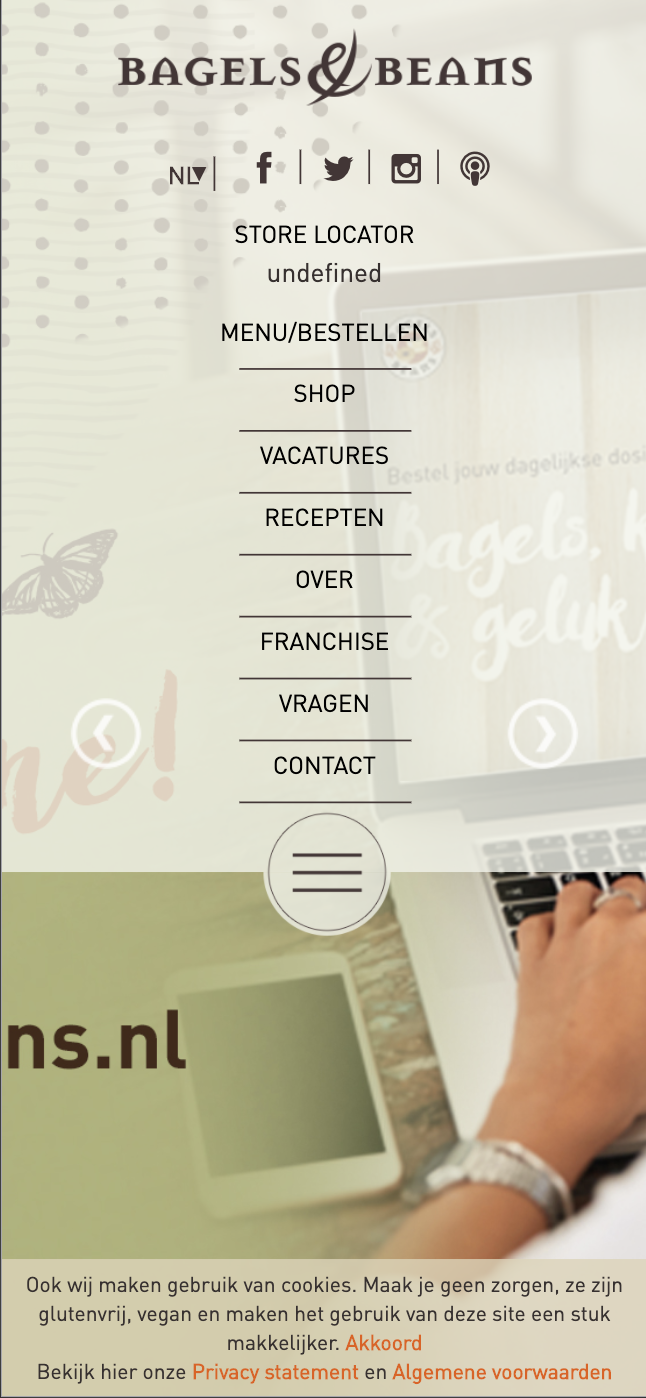 BAGELS & BEANS
NL
STORE LOCATOR
undefined
MENU/BESTELLEN
SHOP
VACATURES
RECEPTEN
OVER
FRANCHISE
VRAGEN
CONTACT
Bestel jouw dagelijkse dosi
Bagels, k
& geluk
ne!
ns.nl
Ook wij maken gebruik van cookies. Maak je geen zorgen, ze zijn
glutenvrij, vegan en maken het gebruik van deze site een stuk
makkelijker. Akkoord
Bekijk hier onze Privacy statement en Algemene voorwaarden